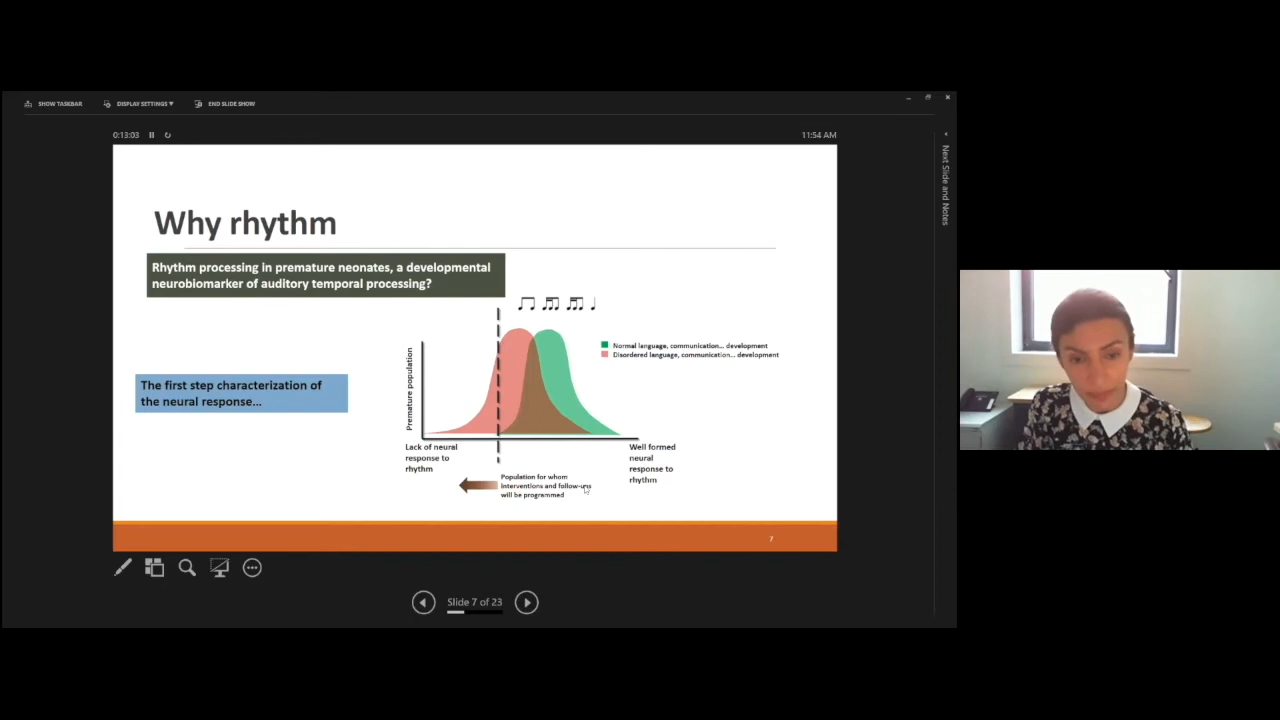 SHOW TASKBAR
DISPLAY SETTINGS ▼
END SLIDE SHOW
0:13:03
11:54 AM
Next Slide and Notes
Why rhythm
Rhythm processing in premature neonates, a developmental
neurobiomarker of auditory temporal processing?
Normal language, communication... development
Disordered language, communication... development
Premature population
The first step characterization of
the neural response...
Lack of neural
response to
rhythm
Well formed
neural
response to
rhythm
Population for whom
interventions and follow-ups
will be programmed
7
Slide 7 of 23